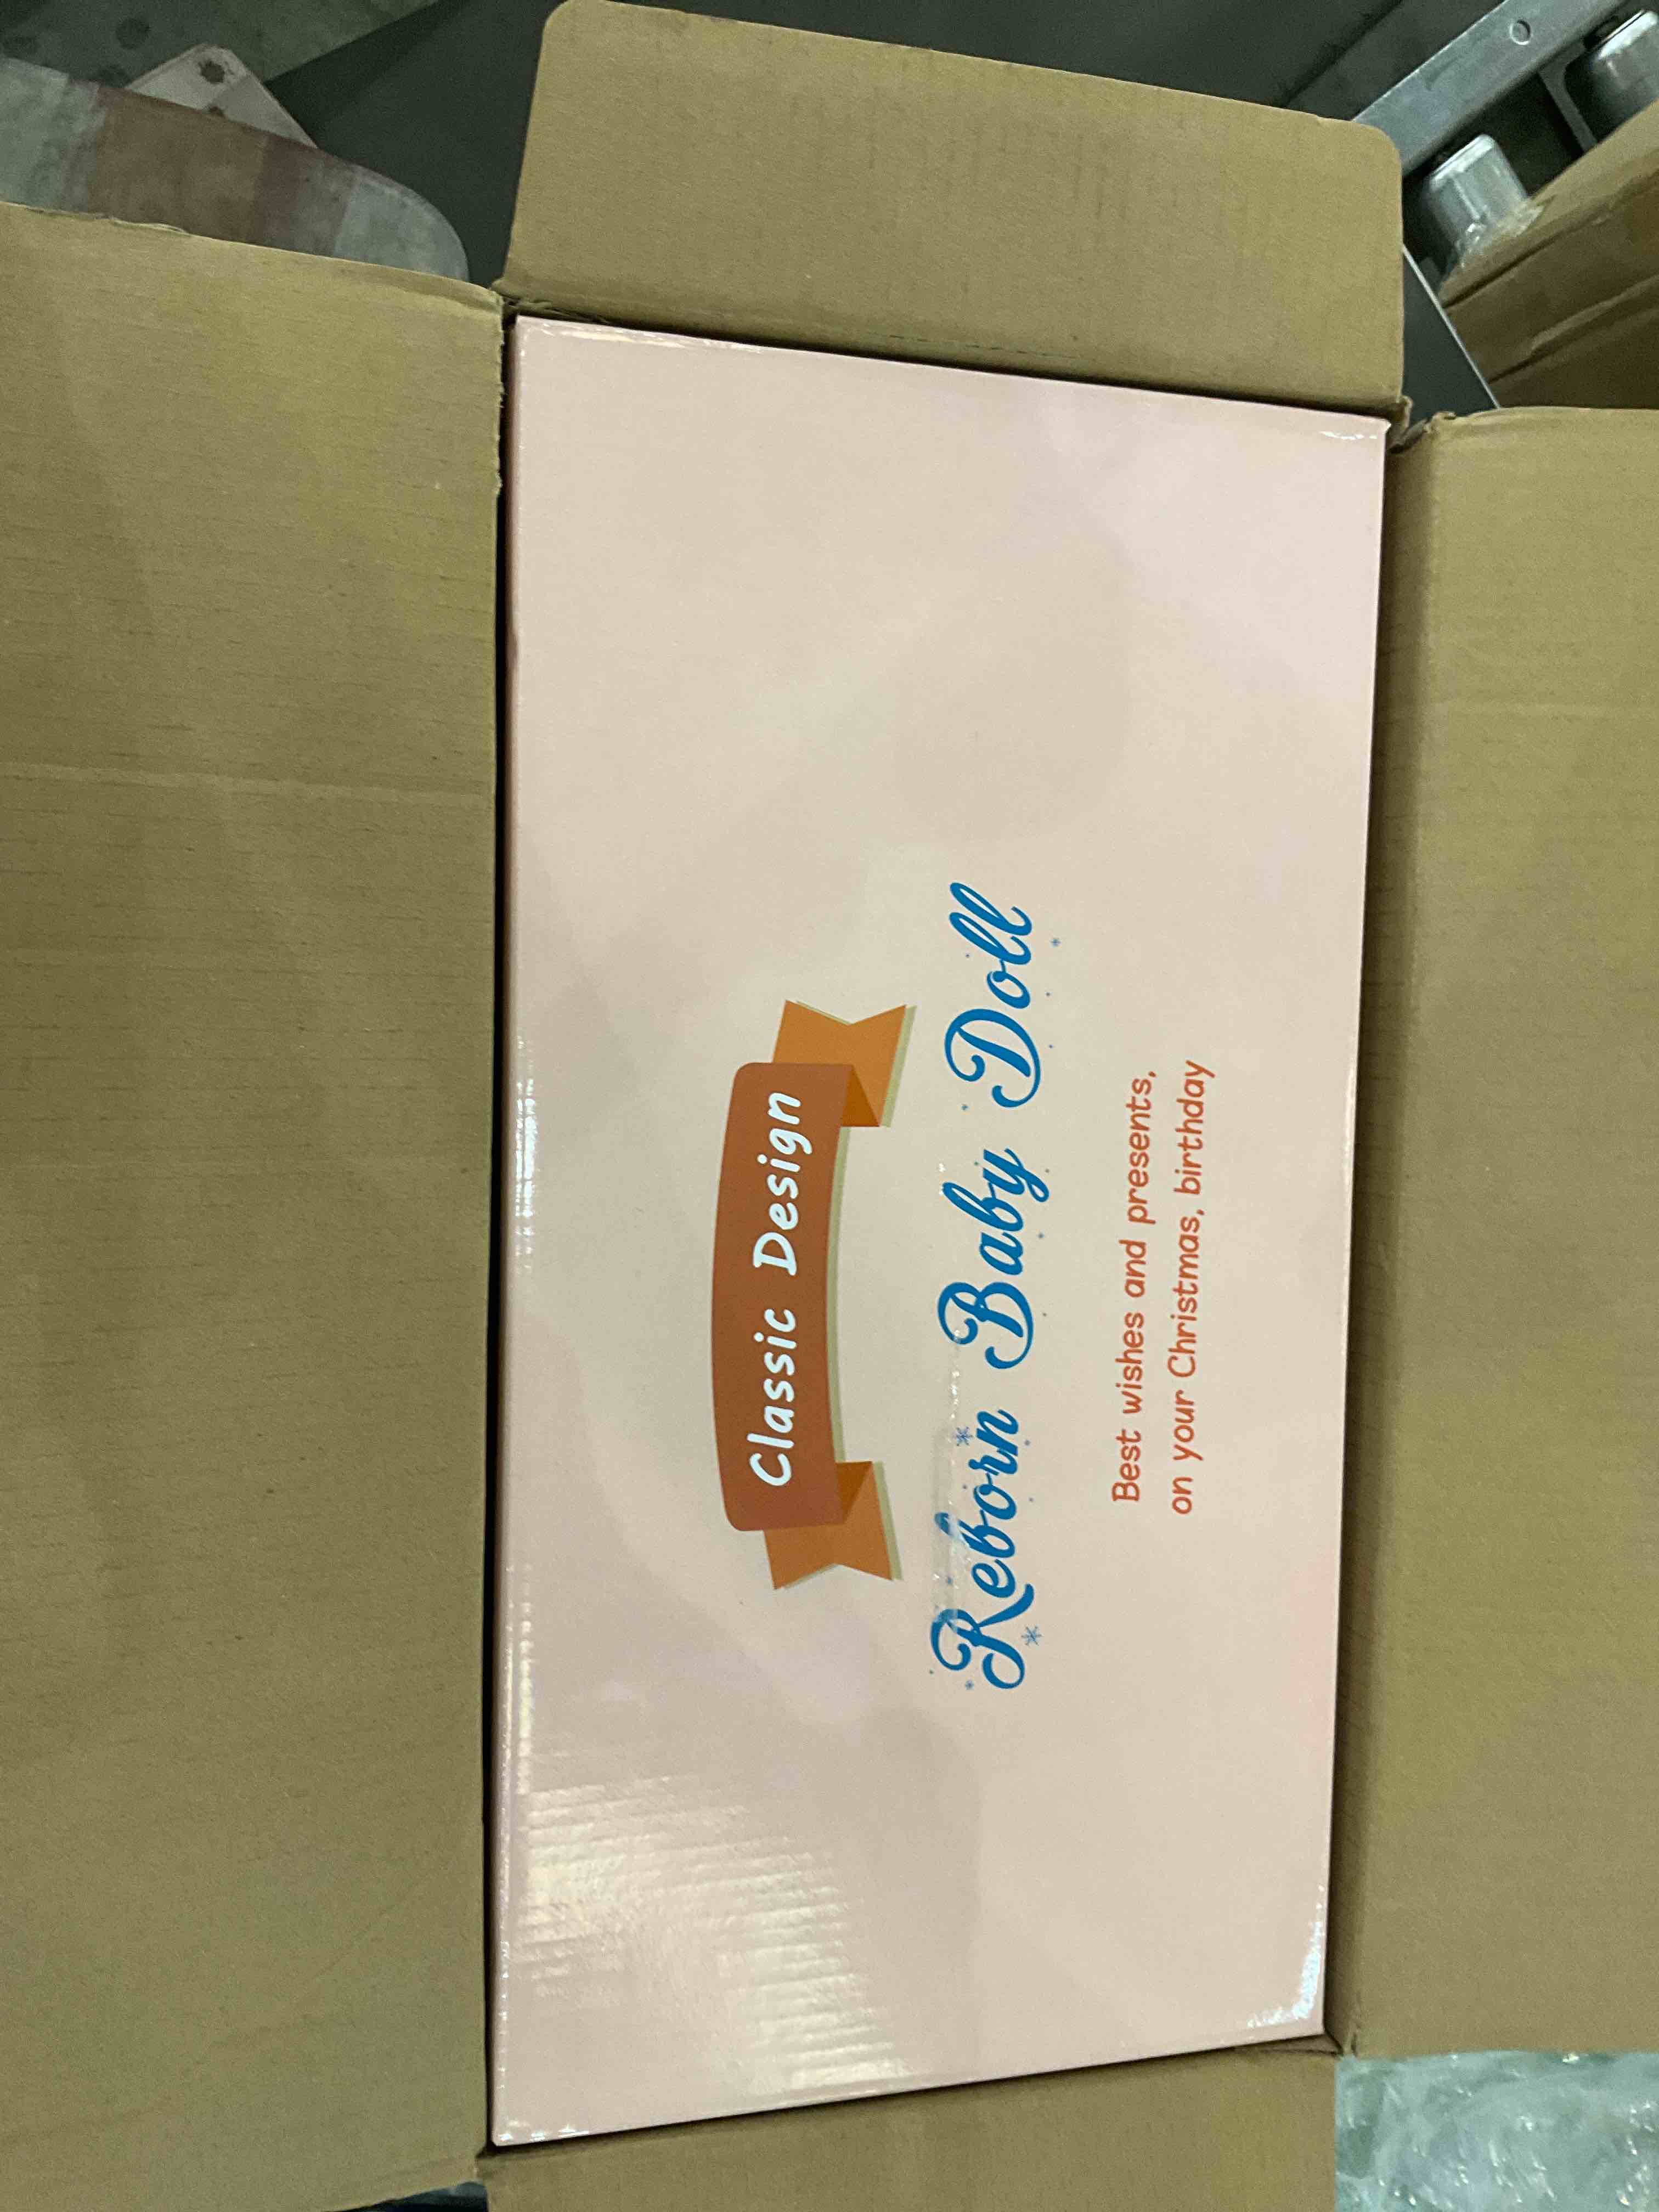 Classic Design
Reborn Baby Doll
Best wishes and presents,
on your Christmas, birthday